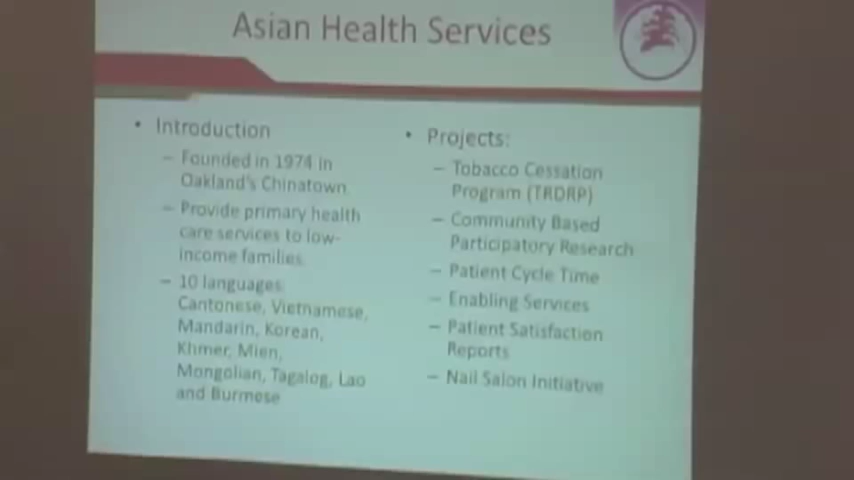 Asian Health Services
• Introduction
– Founded in 1974 in
Oakland's Chinatown
– Provide primary health
care services to low-
income families
– 10 languages:
Cantonese, Vietnamese,
Mandarin, Korean,
Khmer, Mien,
Mongolian, Tagalog, Lao
and Burmese
• Projects:
– Tobacco Cessation
Program (TRDRP)
– Community Based
Participatory Research
– Patient Cycle Time
– Enabling Services
– Patient Satisfaction
Reports
– Nail Salon Initiative